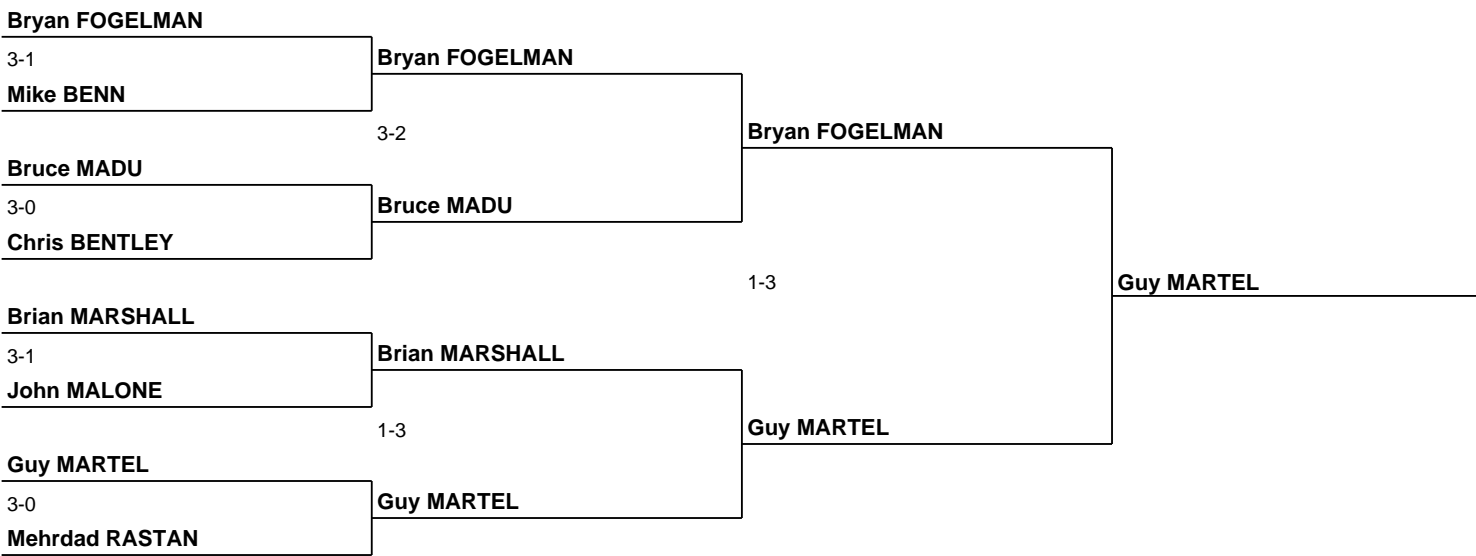 Bryan FOGELMAN
3-1
Bryan FOGELMAN
Mike BENN
3-2
Bryan FOGELMAN
Bruce MADU
3-0
Bruce MADU
Chris BENTLEY
1-3
Guy MARTEL
Brian MARSHALL
3-1
Brian MARSHALL
John MALONE
1-3
Guy MARTEL
Guy MARTEL
3-0
Guy MARTEL
Mehrdad RASTAN